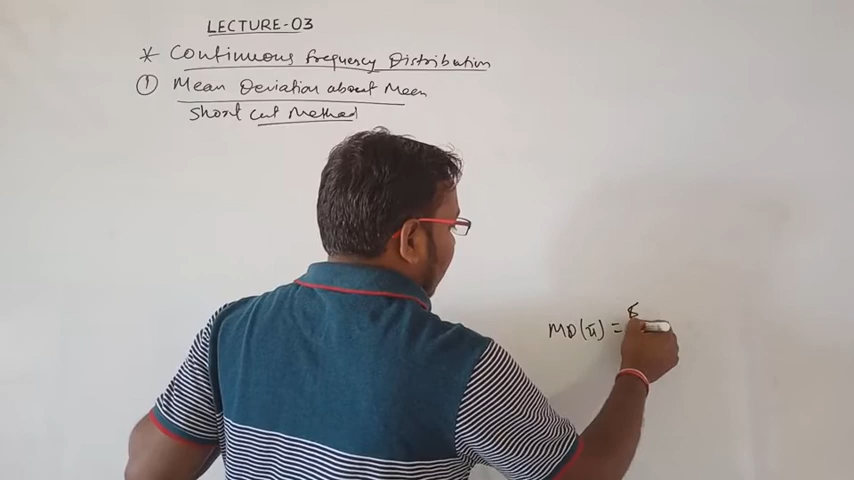 LECTURE-03
* Continuous frequency Distribution
① Mean Deviation about Mean
Short cut Method
MD(x̄) =